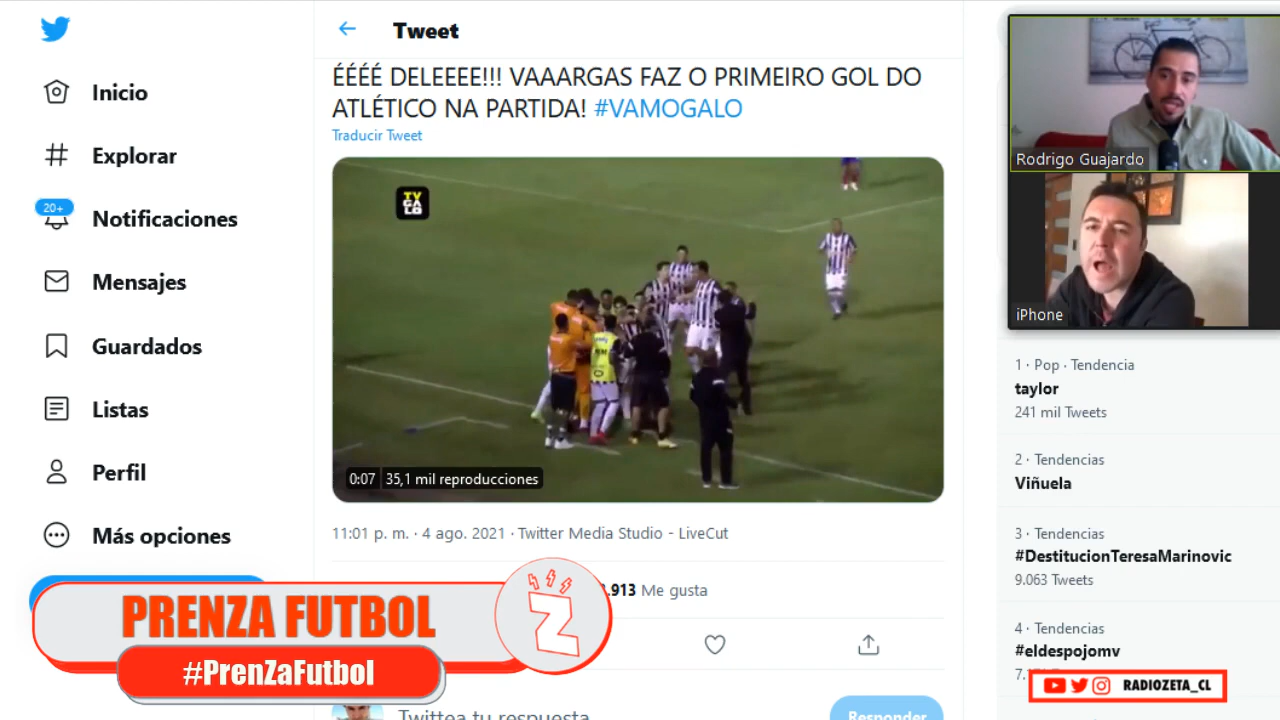 Inicio
Explorar
20+
Notificaciones
Mensajes
Guardados
Listas
Perfil
Más opciones
Tweet
ÉÉÉÉ DELEEEE!!! VAAARGAS FAZ O PRIMEIRO GOL DO
ATLÉTICO NA PARTIDA! #VAMOGALO
Traducir Tweet
TV
GA
LO
0:07 35,1 mil reproducciones
11:01 p. m. · 4 ago. 2021 · Twitter Media Studio - LiveCut
.913 Me gusta
Twittea tu respuesta
Responder
Rodrigo Guajardo
iPhone
1 · Pop · Tendencia
taylor
241 mil Tweets
2 · Tendencias
Viñuela
3 · Tendencias
#DestitucionTeresaMarinovic
9.063 Tweets
4 · Tendencias
#eldespojomv
PRENZA FUTBOL
Z
#PrenZaFutbol
RADIOZETA_CL